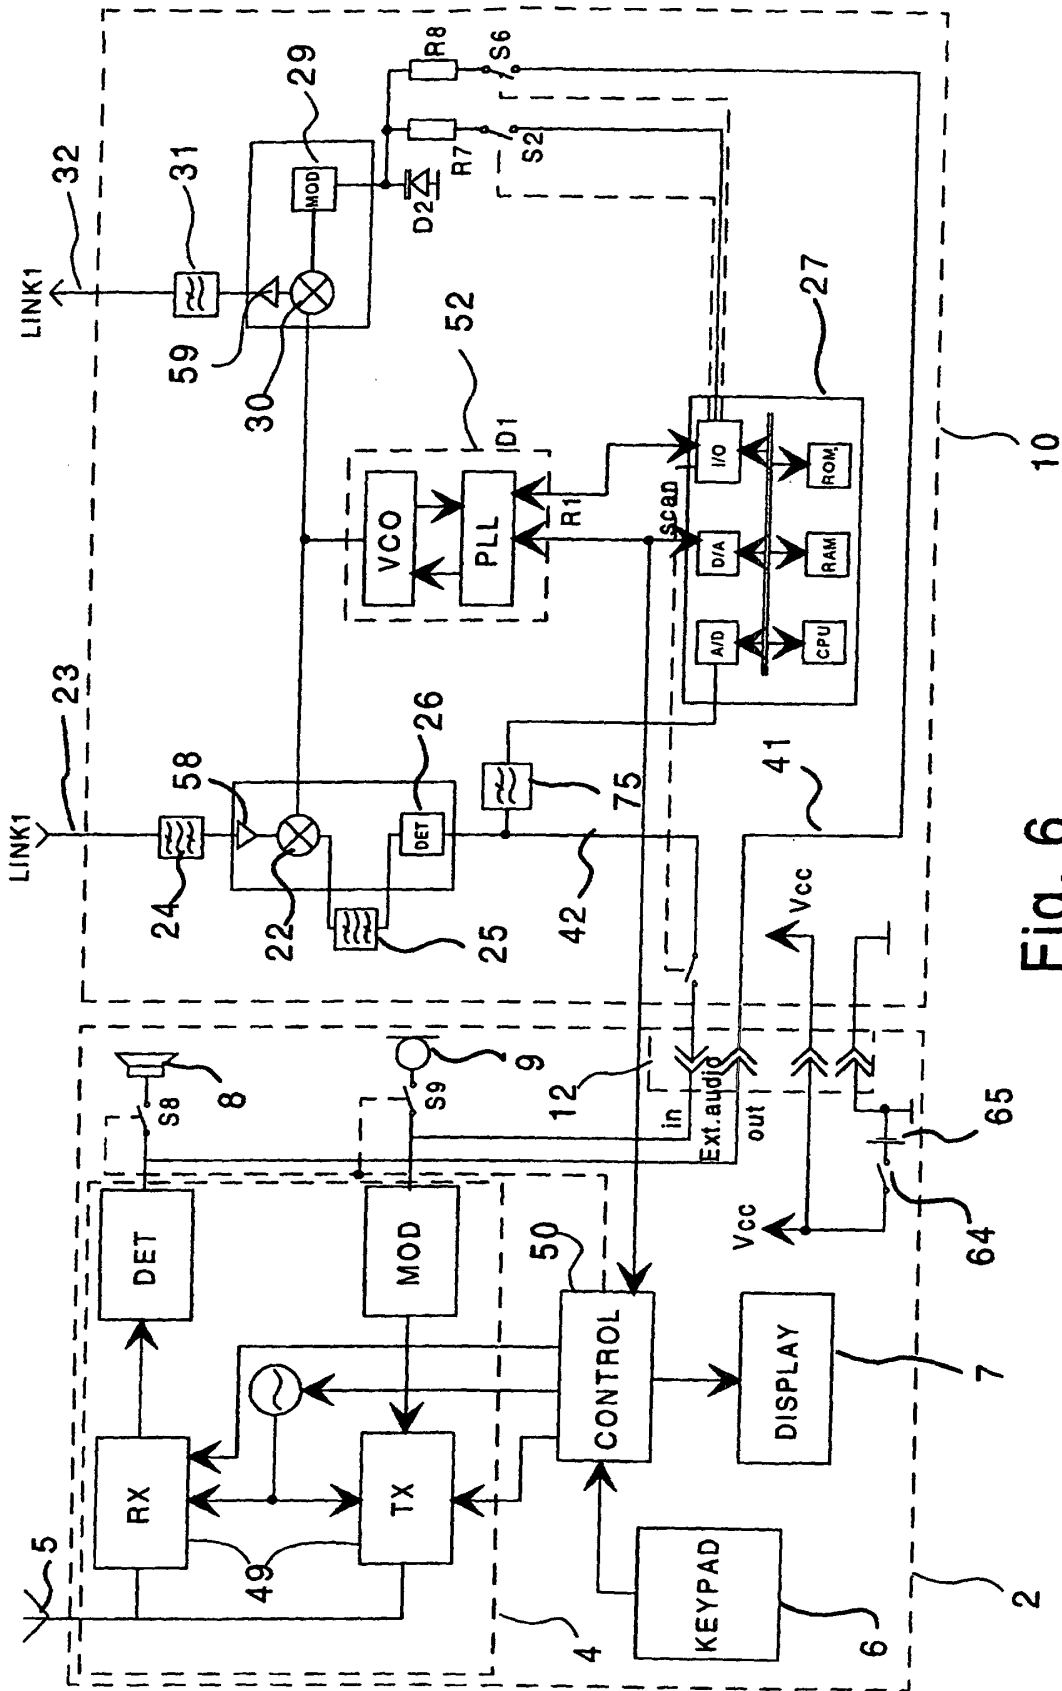 5
49
RX
TX
DET
MOD
S8
8
S9
9
4
KEYPAD
6
CONTROL
50
DISPLAY
7
2
12
in
Ext.audio
out
Vcc
64
65
LINK1
23
24
58
22
25
DET
26
42
75
41
Vcc
VCO
PLL
D1
52
R1
scan
A/D
D/A
I/O
CPU
RAM
ROM
27
LINK1
32
31
59
30
MOD
29
D2
R7
R8
S2
S6
10
Fig. 6